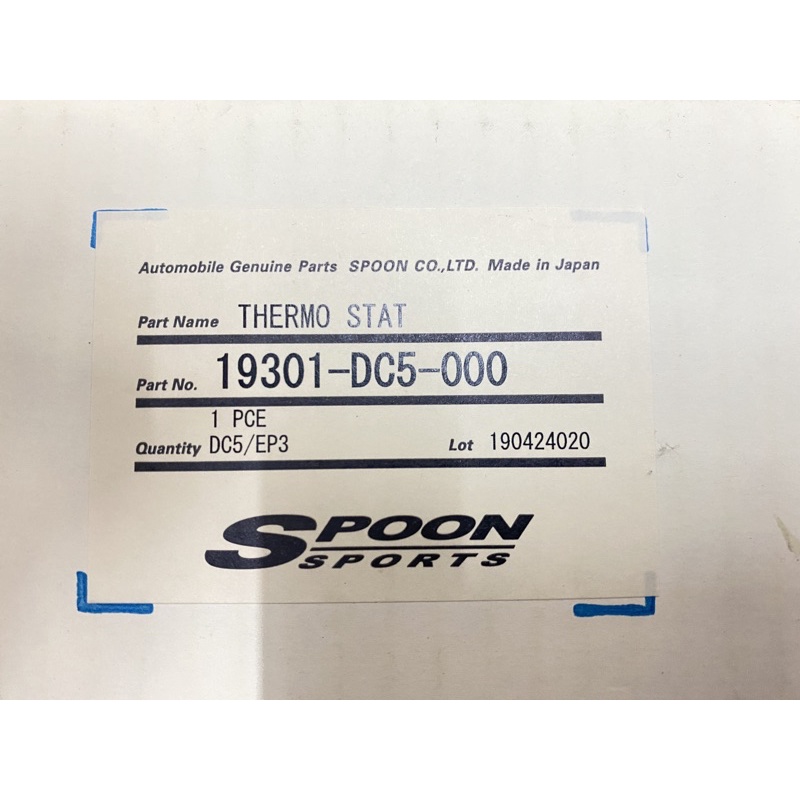 Automobile Genuine Parts SPOON CO.,LTD. Made in Japan
Part Name THERMO STAT
Part No. 19301-DC5-000
1 PCE
Quantity DC5/EP3 Lot 190424020
SPOON
SPORTS